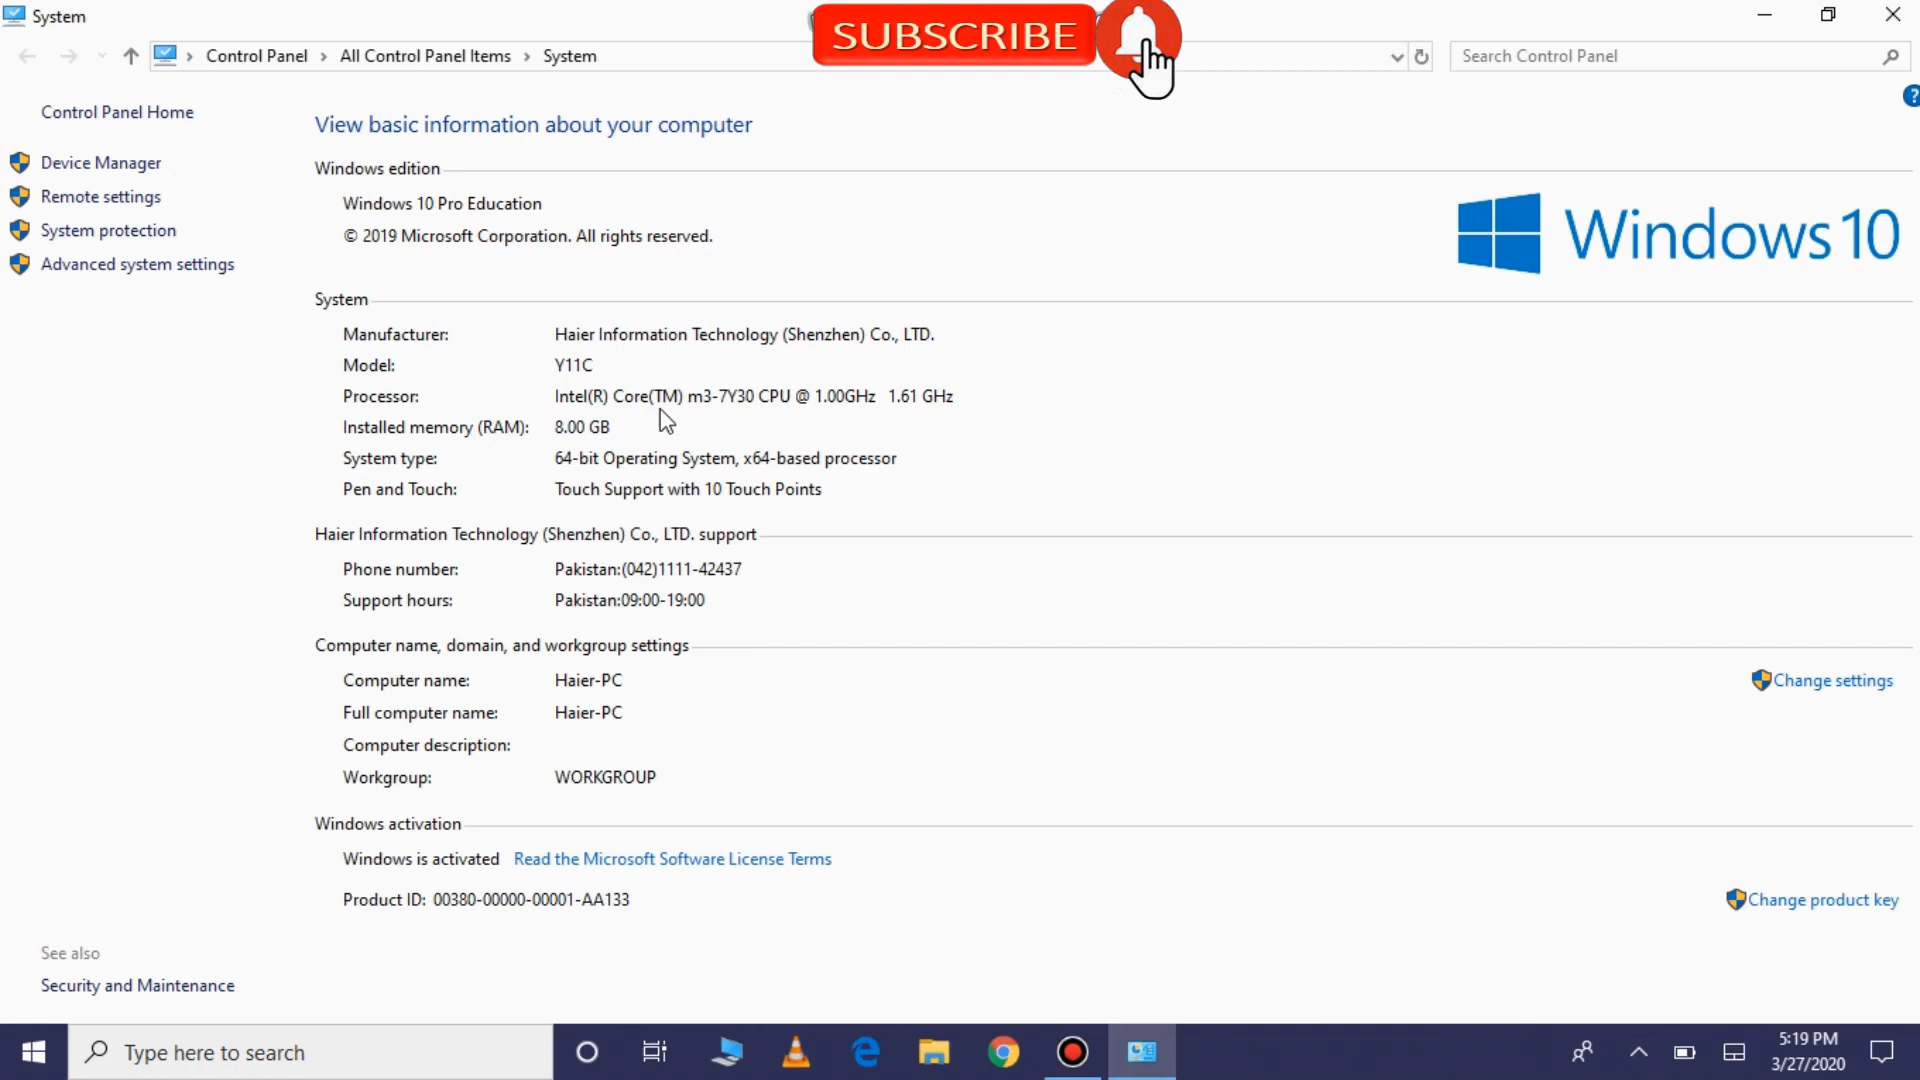 System
SUBSCRIBE
Control Panel > All Control Panel Items > System
Search Control Panel
?
Control Panel Home
Device Manager
Remote settings
System protection
Advanced system settings
View basic information about your computer
Windows edition
Windows 10 Pro Education
© 2019 Microsoft Corporation. All rights reserved.
Windows 10
System
Manufacturer: Haier Information Technology (Shenzhen) Co., LTD.
Model: Y11C
Processor: Intel(R) Core(TM) m3-7Y30 CPU @ 1.00GHz 1.61 GHz
Installed memory (RAM): 8.00 GB
System type: 64-bit Operating System, x64-based processor
Pen and Touch: Touch Support with 10 Touch Points
Haier Information Technology (Shenzhen) Co., LTD. support
Phone number: Pakistan:(042)1111-42437
Support hours: Pakistan:09:00-19:00
Computer name, domain, and workgroup settings
Computer name: Haier-PC
Change settings
Full computer name: Haier-PC
Computer description:
Workgroup: WORKGROUP
Windows activation
Windows is activated Read the Microsoft Software License Terms
Product ID: 00380-00000-00001-AA133
Change product key
See also
Security and Maintenance
Type here to search
5:19 PM
3/27/2020